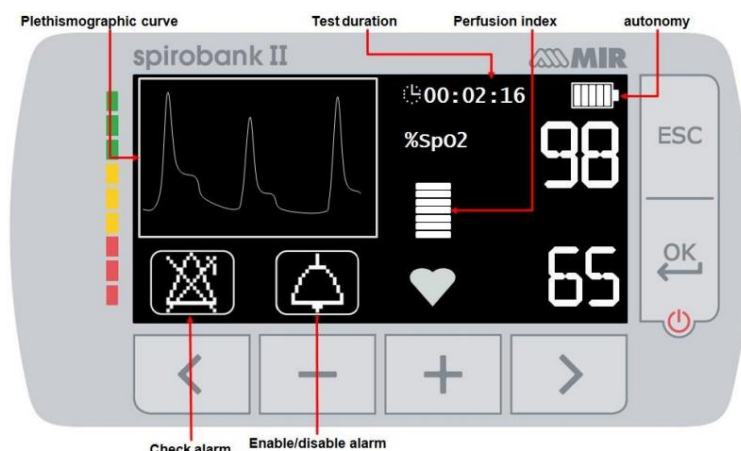 Plethismographic curve
Test duration
Perfusion index
autonomy
spirobank II
MIR
00:02:16
%SpO2
98
ESC
65
OK
Check alarm
Enable/disable alarm